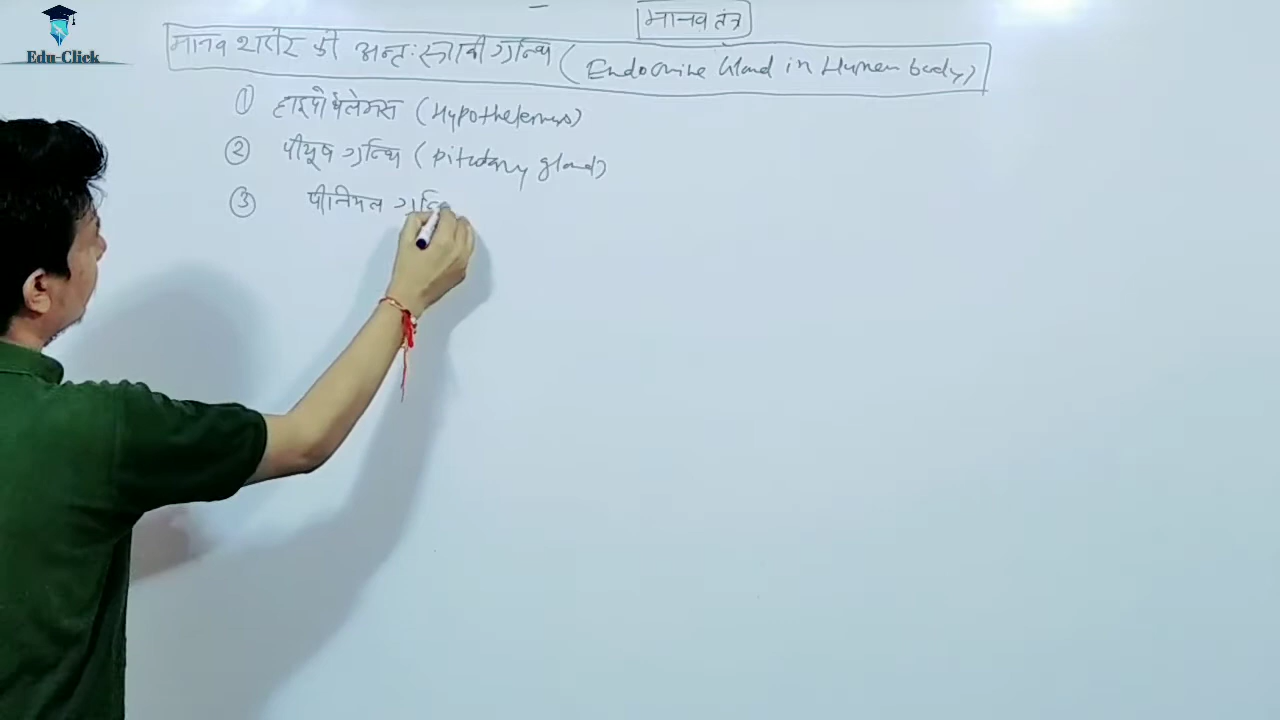 Edu-Click
मानव तंत्र
मानव शरीर की अन्तः स्त्रावी ग्रन्थि (Endocrine Gland in Human body)
① हाइपोथैलेमस (Hypothelemus)
② पीयूष ग्रन्थि (Pitutary gland)
③ पीनियल ग्रन्थि